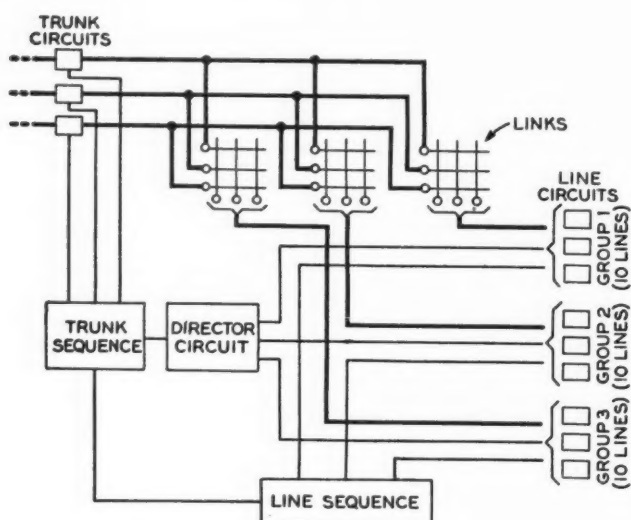 TRUNK
CIRCUITS
LINKS
LINE
CIRCUITS
GROUP 1
(10 LINES)
TRUNK
SEQUENCE
DIRECTOR
CIRCUIT
GROUP 2
(10 LINES)
GROUP 3
(10 LINES)
LINE SEQUENCE